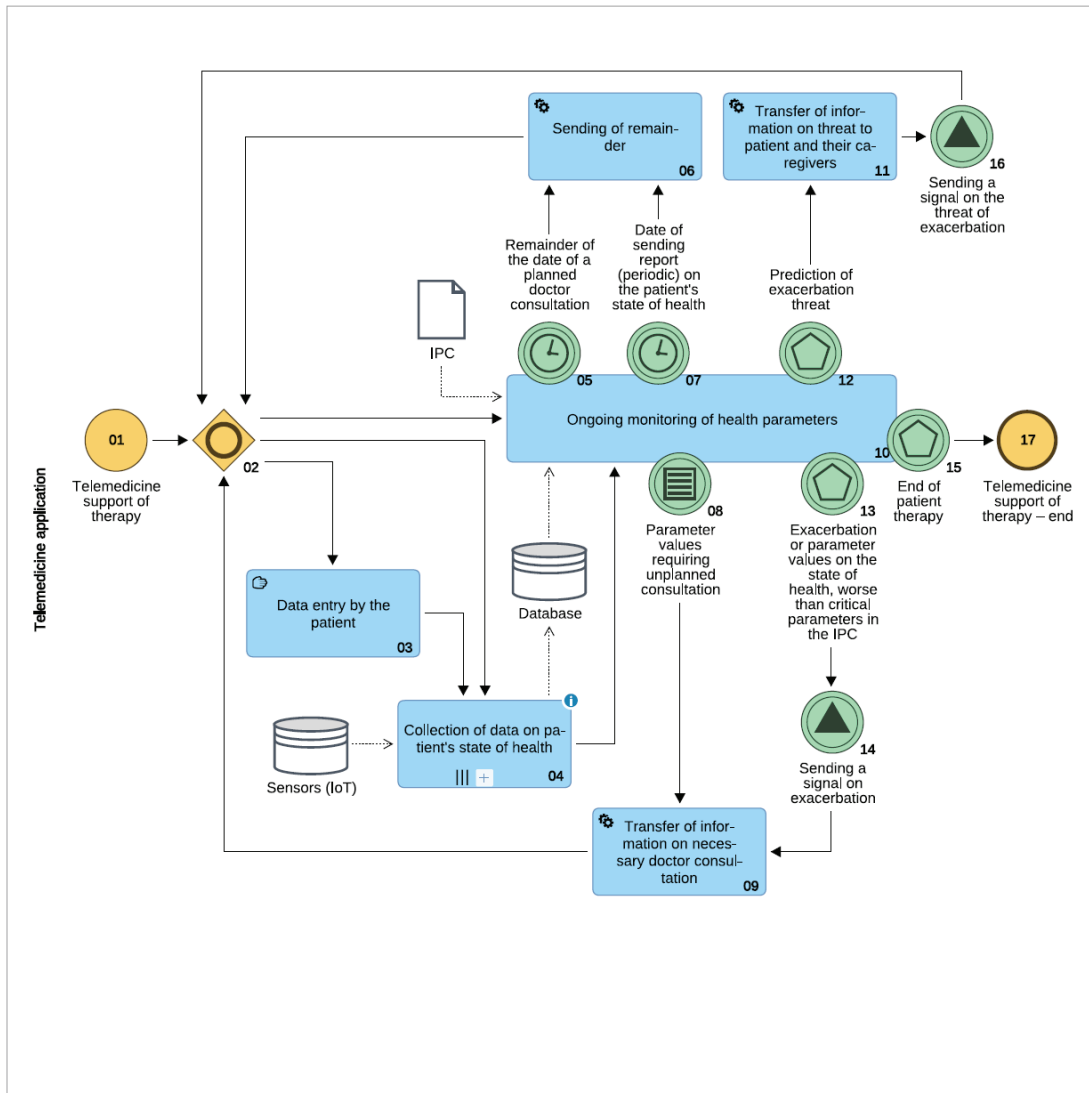 Sending of remain-
der
06
Transfer of infor-
mation on threat to
patient and their ca-
regivers
11
16
Sending a
signal on the
threat of
exacerbation
Remainder of
the date of a
planned
doctor
consultation
Date of
sending
report
(periodic) on
the patient's
state of health
Prediction of
exacerbation
threat
IPC
05
07
12
Ongoing monitoring of health parameters
10
01
Telemedicine
support of
therapy
02
15
End of
patient
therapy
17
Telemedicine
support of
therapy – end
08
Parameter
values
requiring
unplanned
consultation
13
Exacerbation
or parameter
values on the
state of
health, worse
than critical
parameters in
the IPC
Telemedicine application
Data entry by the
patient
03
Database
Sensors (IoT)
Collection of data on pa-
tient's state of health
04
14
Sending a
signal on
exacerbation
Transfer of infor-
mation on neces-
sary doctor consul-
tation
09